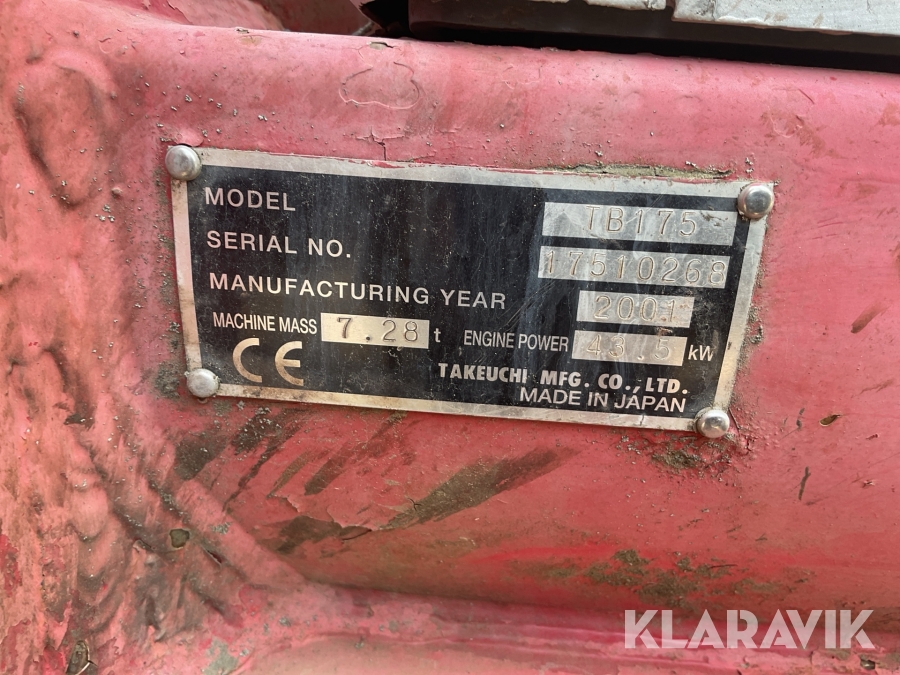 MODEL TB175
SERIAL NO. 17510268
MANUFACTURING YEAR 2001
MACHINE MASS 7.28 t ENGINE POWER 43.5 kW
CE TAKEUCHI MFG. CO., LTD.
MADE IN JAPAN
KLARAVIK